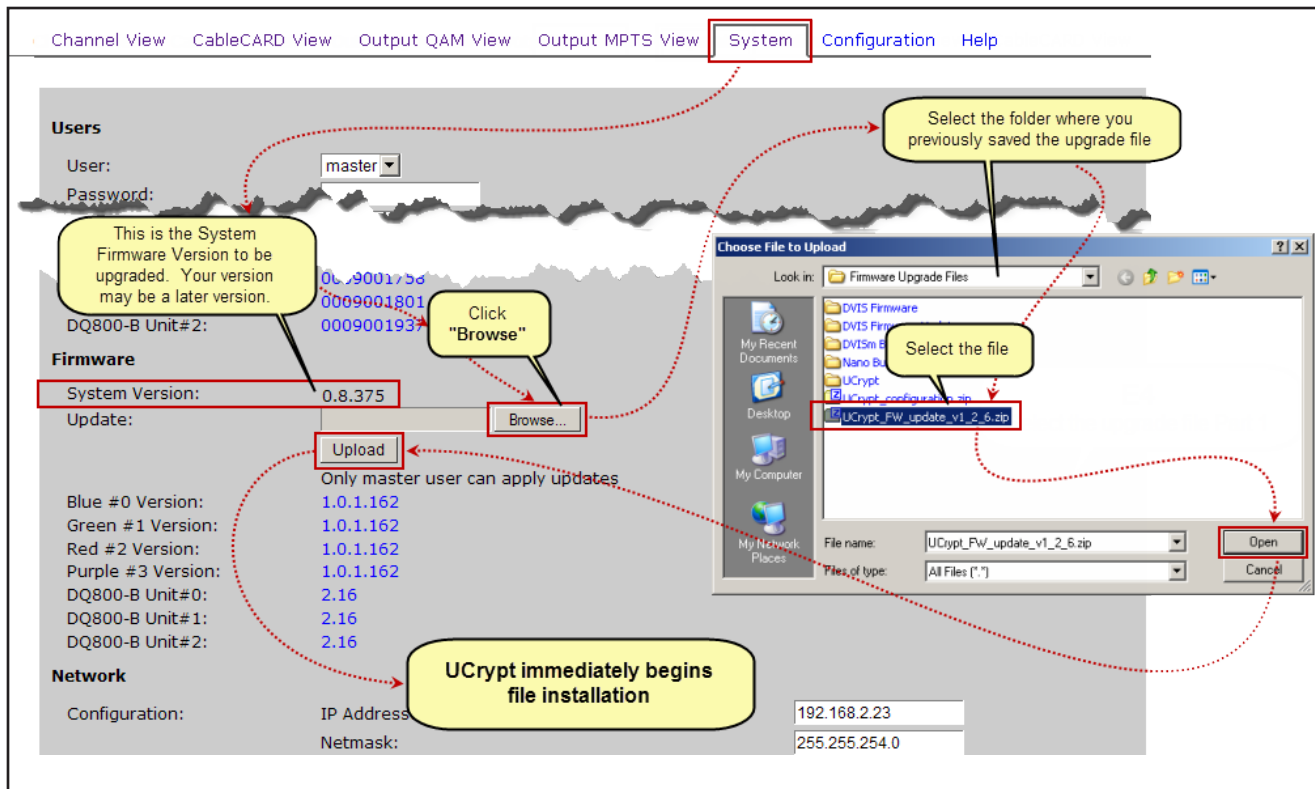 Channel View CableCARD View Output QAM View Output MPTS View System Configuration Help
Users
User: master
Password:
Select the folder where you
previously saved the upgrade file
This is the System
Firmware Version to be
upgraded. Your version
may be a later version.
0009001801
DQ800-B Unit#2: 0009001937
Click
"Browse"
Firmware
System Version: 0.8.375
Update: Browse...
Upload
Only master user can apply updates
Blue #0 Version: 1.0.1.162
Green #1 Version: 1.0.1.162
Red #2 Version: 1.0.1.162
Purple #3 Version: 1.0.1.162
DQ800-B Unit#0: 2.16
DQ800-B Unit#1: 2.16
DQ800-B Unit#2: 2.16
UCrypt immediately begins
file installation
Network
Configuration: IP Address 192.168.2.23
Netmask: 255.255.254.0
Choose File to Upload
Look in: Firmware Upgrade Files
My Recent
Documents
Desktop
My Computer
My Network
Places
DVIS Firmware
DVIS
DVISm
Nano
UCrypt
UCrypt_configuration.zip
UCrypt_FW_update_v1_2_6.zip
Select the file
File name: UCrypt_FW_update_v1_2_6.zip Open
Files of type: All Files (*.*) Cancel